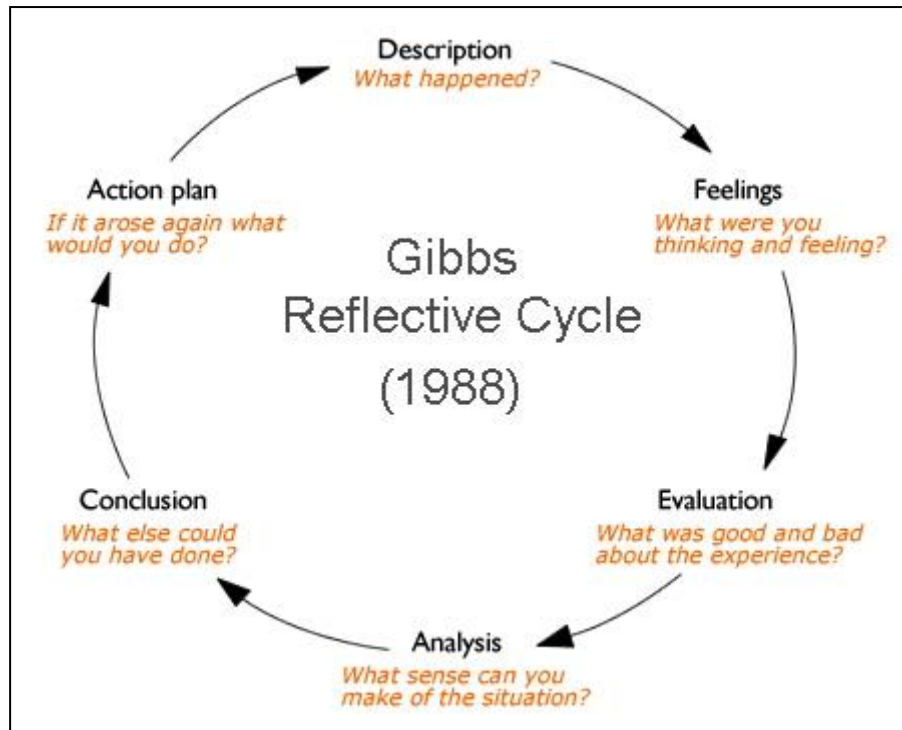 Description
What happened?
Feelings
What were you
thinking and feeling?
Evaluation
What was good and bad
about the experience?
Analysis
What sense can you
make of the situation?
Conclusion
What else could
you have done?
Action plan
If it arose again what
would you do?
Gibbs
Reflective Cycle
(1988)